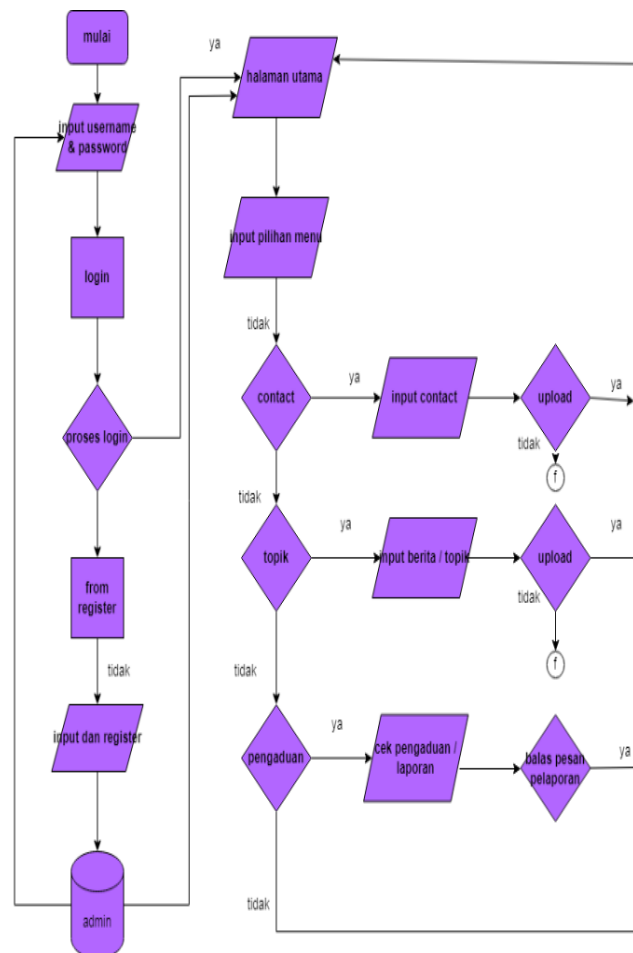 mulai
input username
& password
login
proses login
from
register
tidak
input dan register
admin
ya
halaman utama
input pilihan menu
tidak
contact
ya
input contact
upload
ya
tidak
f
tidak
topik
ya
input berita / topik
upload
ya
tidak
f
tidak
pengaduan
ya
cek pengaduan /
laporan
balas pesan
pelaporan
ya
tidak